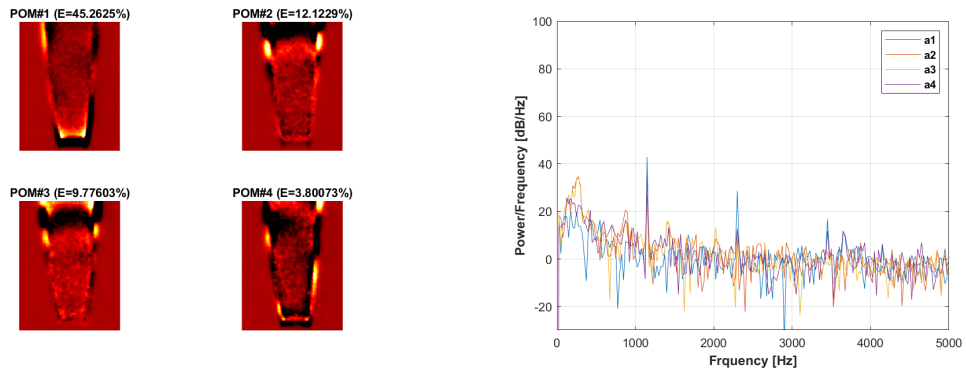 POM#1 (E=45.2625%)
POM#2 (E=12.1229%)
POM#3 (E=9.77603%)
POM#4 (E=3.80073%)
100
80
60
40
20
0
-20
Power/Frequency [dB/Hz]
0 1000 2000 3000 4000 5000
Frquency [Hz]
a1
a2
a3
a4